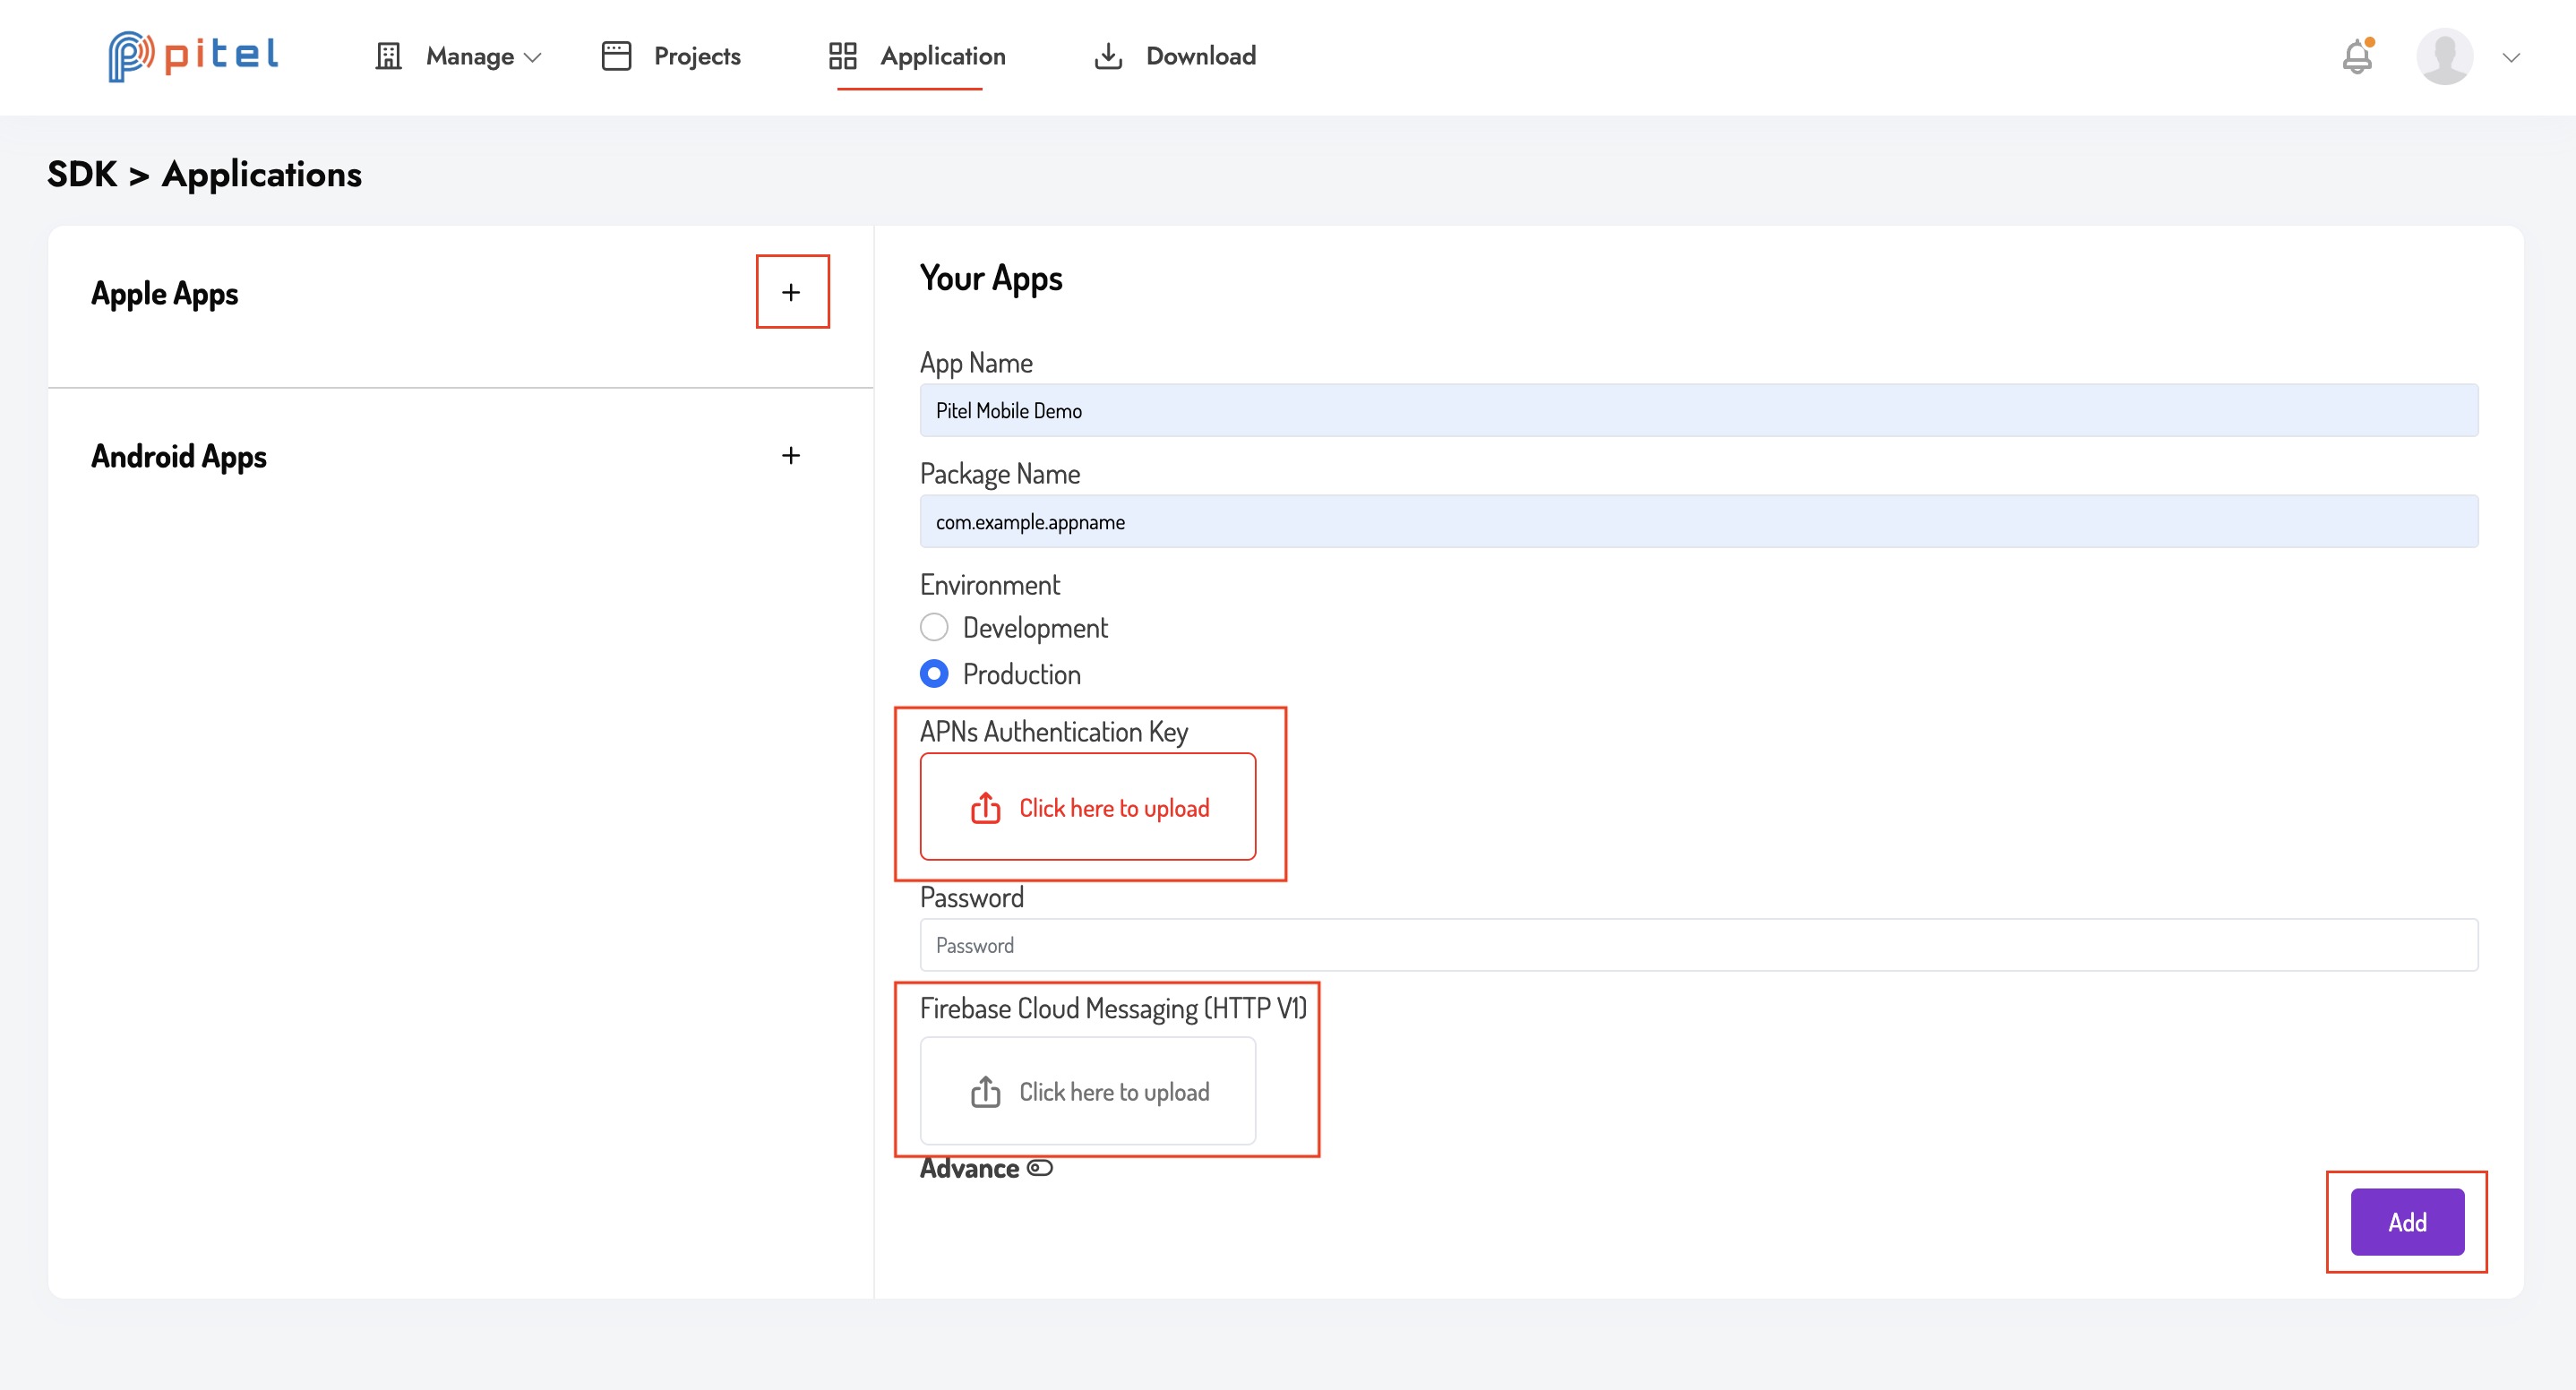 pitel
Manage
Projects
Application
Download
SDK > Applications
Apple Apps
+
Android Apps
+
Your Apps
App Name
Pitel Mobile Demo
Package Name
com.example.appname
Environment
Development
Production
APNs Authentication Key
Click here to upload
Password
Password
Firebase Cloud Messaging (HTTP V1)
Click here to upload
Advance
Add